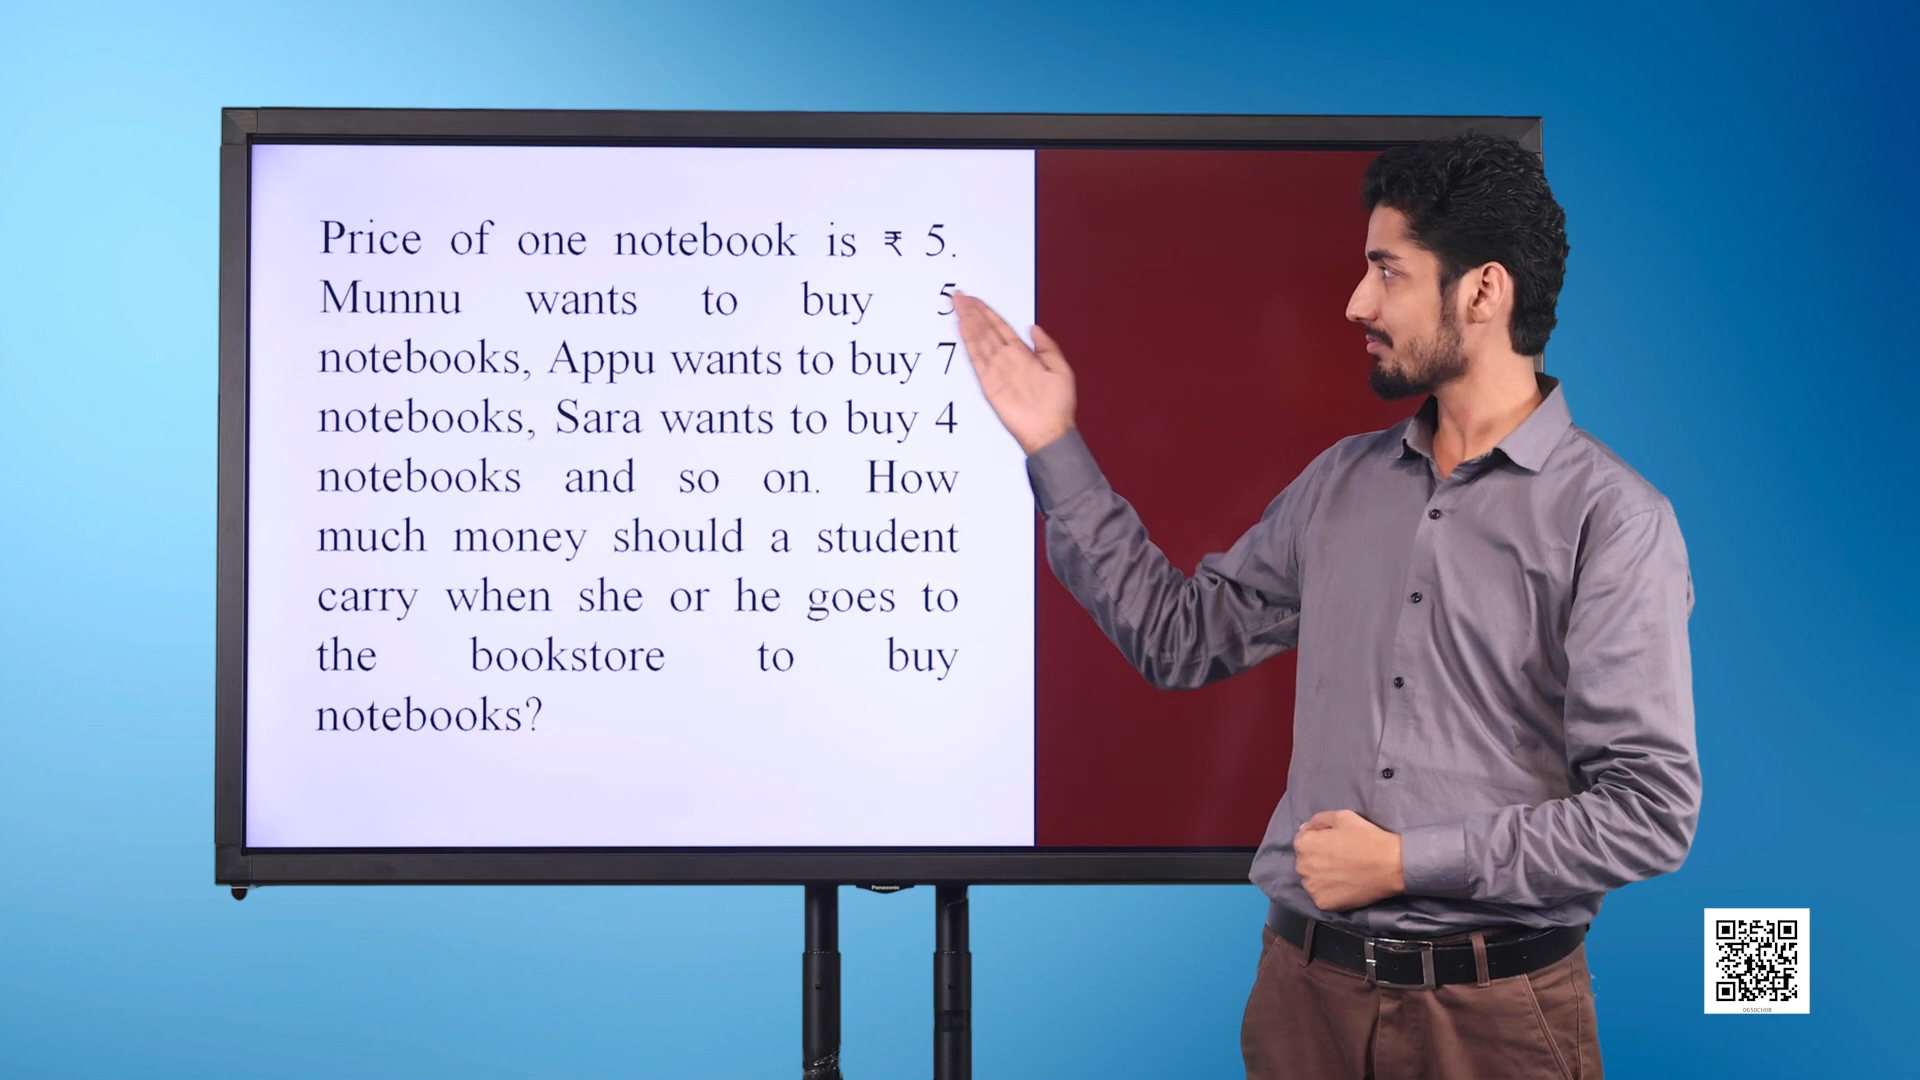 Price of one notebook is ₹ 5.
Munnu wants to buy 5
notebooks, Appu wants to buy 7
notebooks, Sara wants to buy 4
notebooks and so on. How
much money should a student
carry when she or he goes to
the bookstore to buy
notebooks?
Panasonic
0650CH08